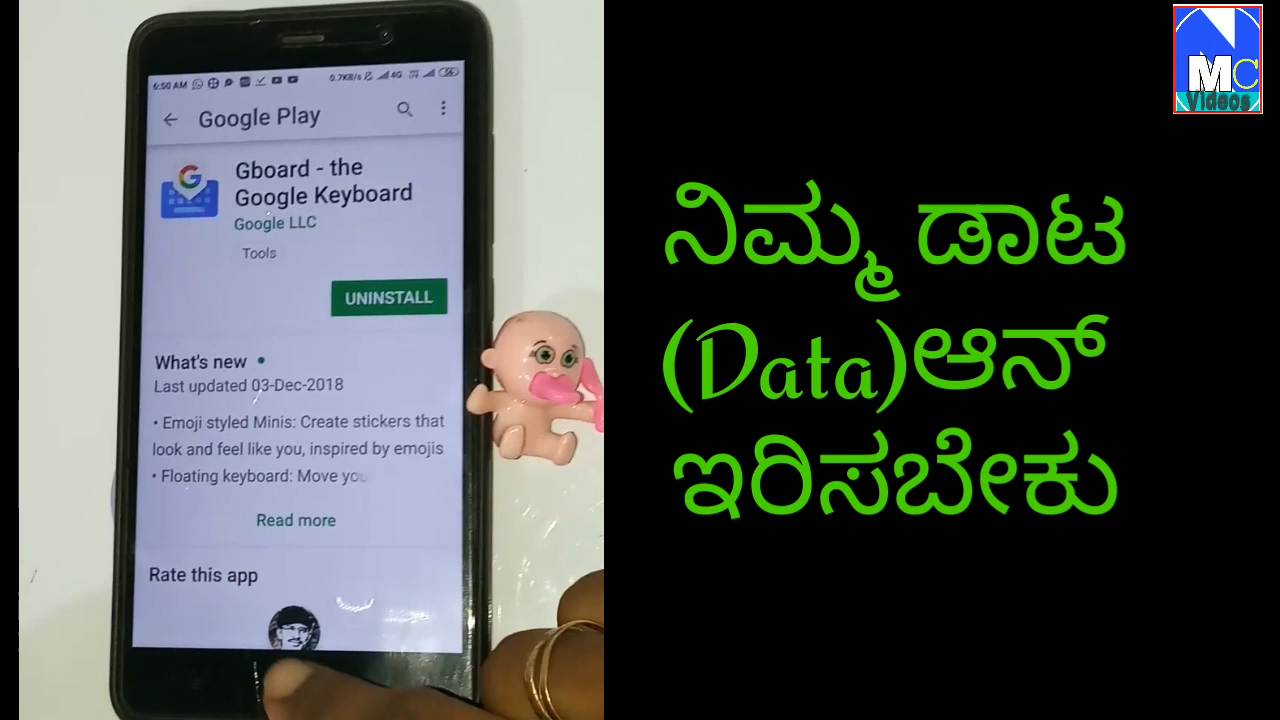 6:50 AM
0.7KB/s
4G
56
Google Play
Gboard - the
Google Keyboard
Google LLC
Tools
UNINSTALL
What's new
Last updated 03-Dec-2018
• Emoji styled Minis: Create stickers that
look and feel like you, inspired by emojis
• Floating keyboard: Move you
Read more
Rate this app
N
MC
Videos
ನಿಮ್ಮ ಡಾಟ
(Data)ಆನ್
ಇರಿಸಬೇಕು